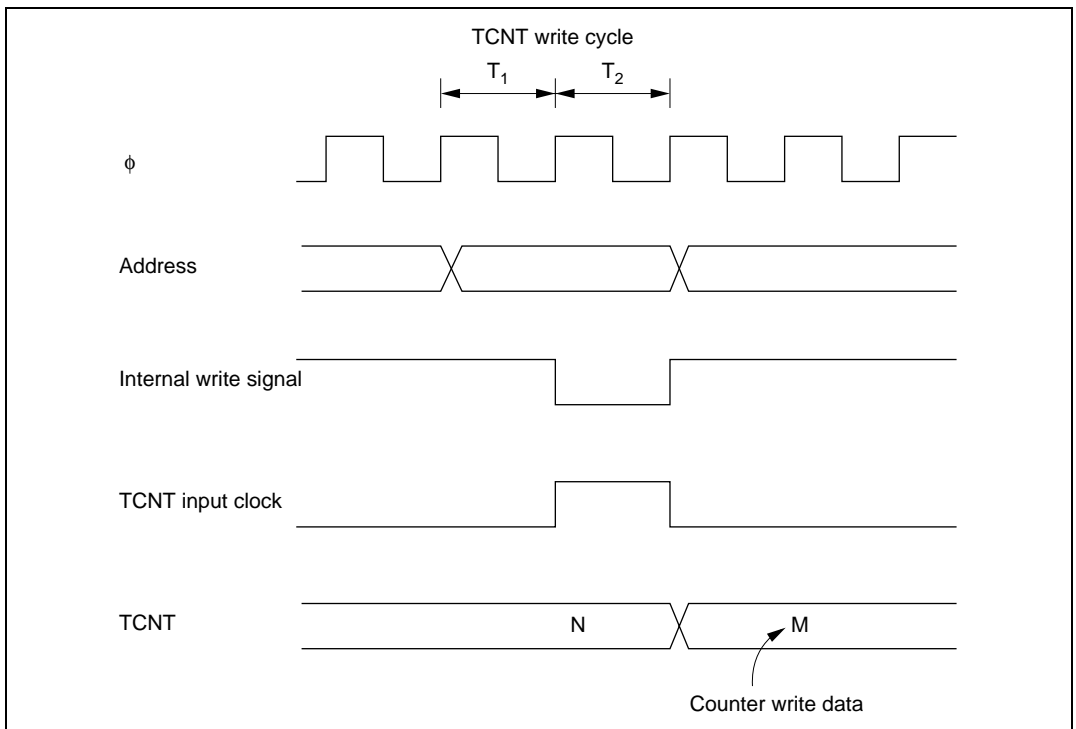 TCNT write cycle
T1 T2
φ
Address
Internal write signal
TCNT input clock
TCNT
N M
Counter write data